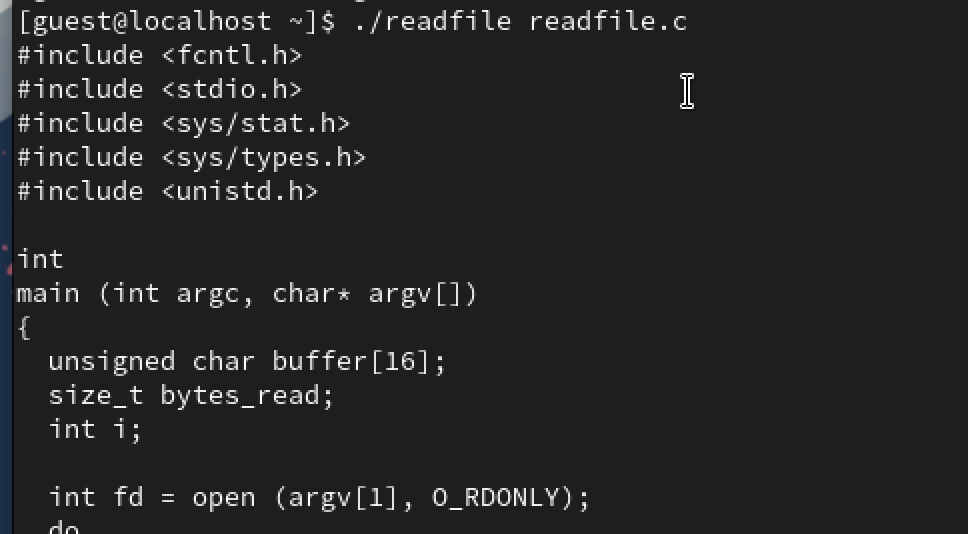 [guest@localhost ~]$ ./readfile readfile.c
#include <fcntl.h>
#include <stdio.h>
#include <sys/stat.h>
#include <sys/types.h>
#include <unistd.h>

int
main (int argc, char* argv[])
{
  unsigned char buffer[16];
  size_t bytes_read;
  int i;

  int fd = open (argv[1], O_RDONLY);
  do